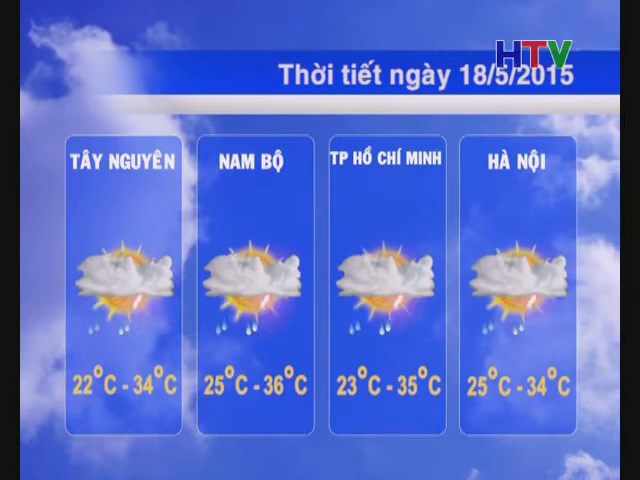 HTV
Thời tiết ngày 18/5/2015
TÂY NGUYÊN
22°C - 34°C
NAM BỘ
25°C - 36°C
TP HỒ CHÍ MINH
23°C - 35°C
HÀ NỘI
25°C - 34°C